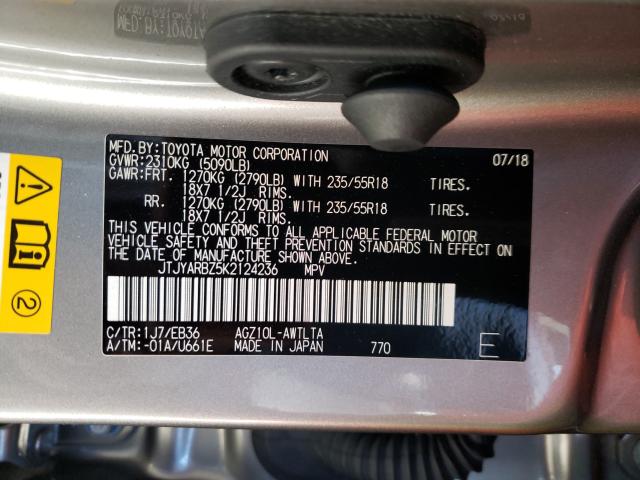 MFD.BY:TOYOTA MOTOR CORPORATION 07/18
GVWR:2310KG (5090LB)
GAWR:FRT. 1270KG (2790LB) WITH 235/55R18 TIRES.
18X7 1/2J RIMS.
RR. 1270KG (2790LB) WITH 235/55R18 TIRES.
18X7 1/2J RIMS.
THIS VEHICLE CONFORMS TO ALL APPLICABLE FEDERAL MOTOR
VEHICLE SAFETY AND THEFT PREVENTION STANDARDS IN EFFECT ON
THE DATE OF MANUFACTURE SHOWN ABOVE.
JTJYARBZ5K2124236 MPV
C/TR:1J7/EB36 AGZ10L-AWTLTA
A/TM:-01A/U661E MADE IN JAPAN 770 E
2